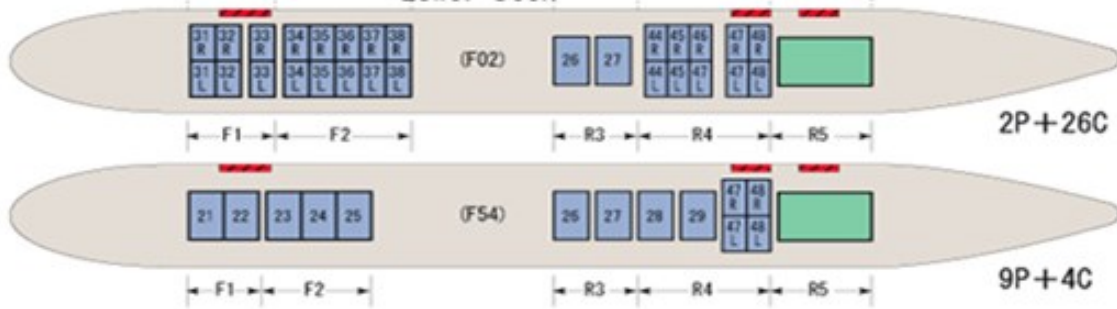 31 32 33 34 35 36 37 38 44 45 46 47 48
R R R R R R R R R R R R R
(F02) 26 27
31 32 33 34 35 36 37 38 44 45 47 47 48
L L L L L L L L L L L L L
F1 F2 R3 R4 R5
2P+26C
47 48
R R
21 22 23 24 25 (F54) 26 27 28 29
47 48
L L
F1 F2 R3 R4 R5
9P+4C